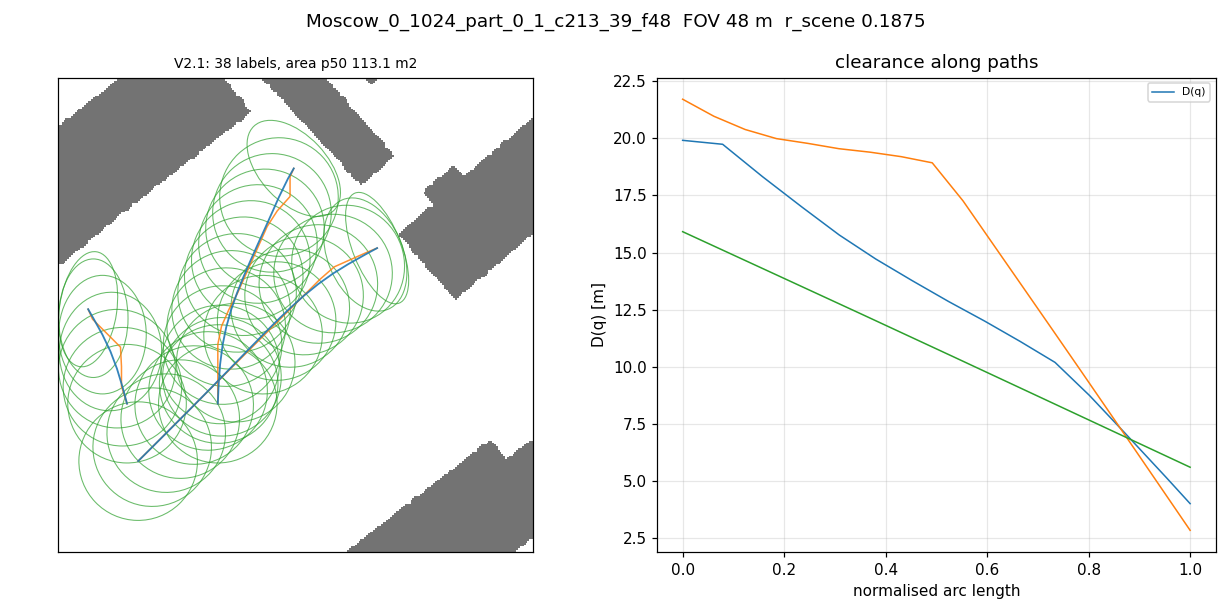 Moscow_0_1024_part_0_1_c213_39_f48  FOV 48 m  r_scene 0.1875
V2.1: 38 labels, area p50 113.1 m2
clearance along paths
D(q)
22.5
20.0
17.5
15.0
12.5
10.0
7.5
5.0
2.5
D(q) [m]
0.0 0.2 0.4 0.6 0.8 1.0
normalised arc length